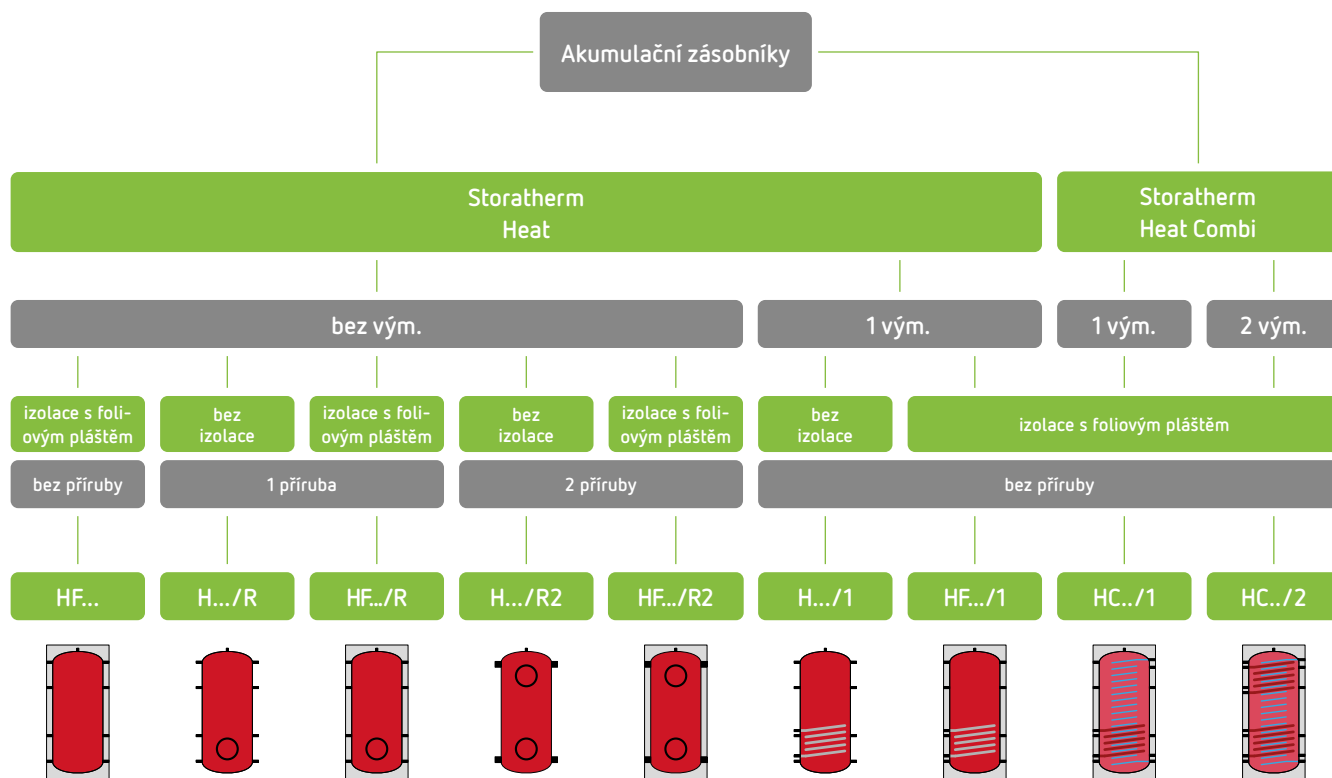 Akumulační zásobníky
Storatherm
Heat
Storatherm
Heat Combi
bez vým.
1 vým.
1 vým.
2 vým.
izolace s foli-
ovým pláštěm
bez
izolace
izolace s foli-
ovým pláštěm
bez
izolace
izolace s foli-
ovým pláštěm
bez
izolace
izolace s foliovým pláštěm
bez příruby
1 příruba
2 příruby
bez příruby
HF...
H.../R
HF.../R
H.../R2
HF.../R2
H.../1
HF.../1
HC../1
HC../2